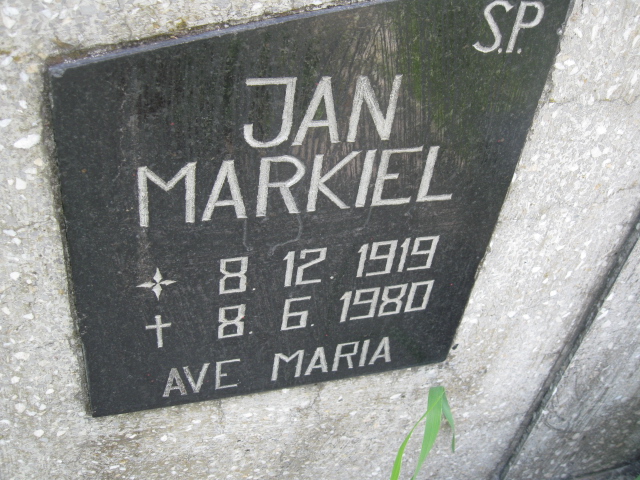 S.P.
JAN
MARKIEL
8. 12. 1919
† 8. 6. 1980
AVE MARIA